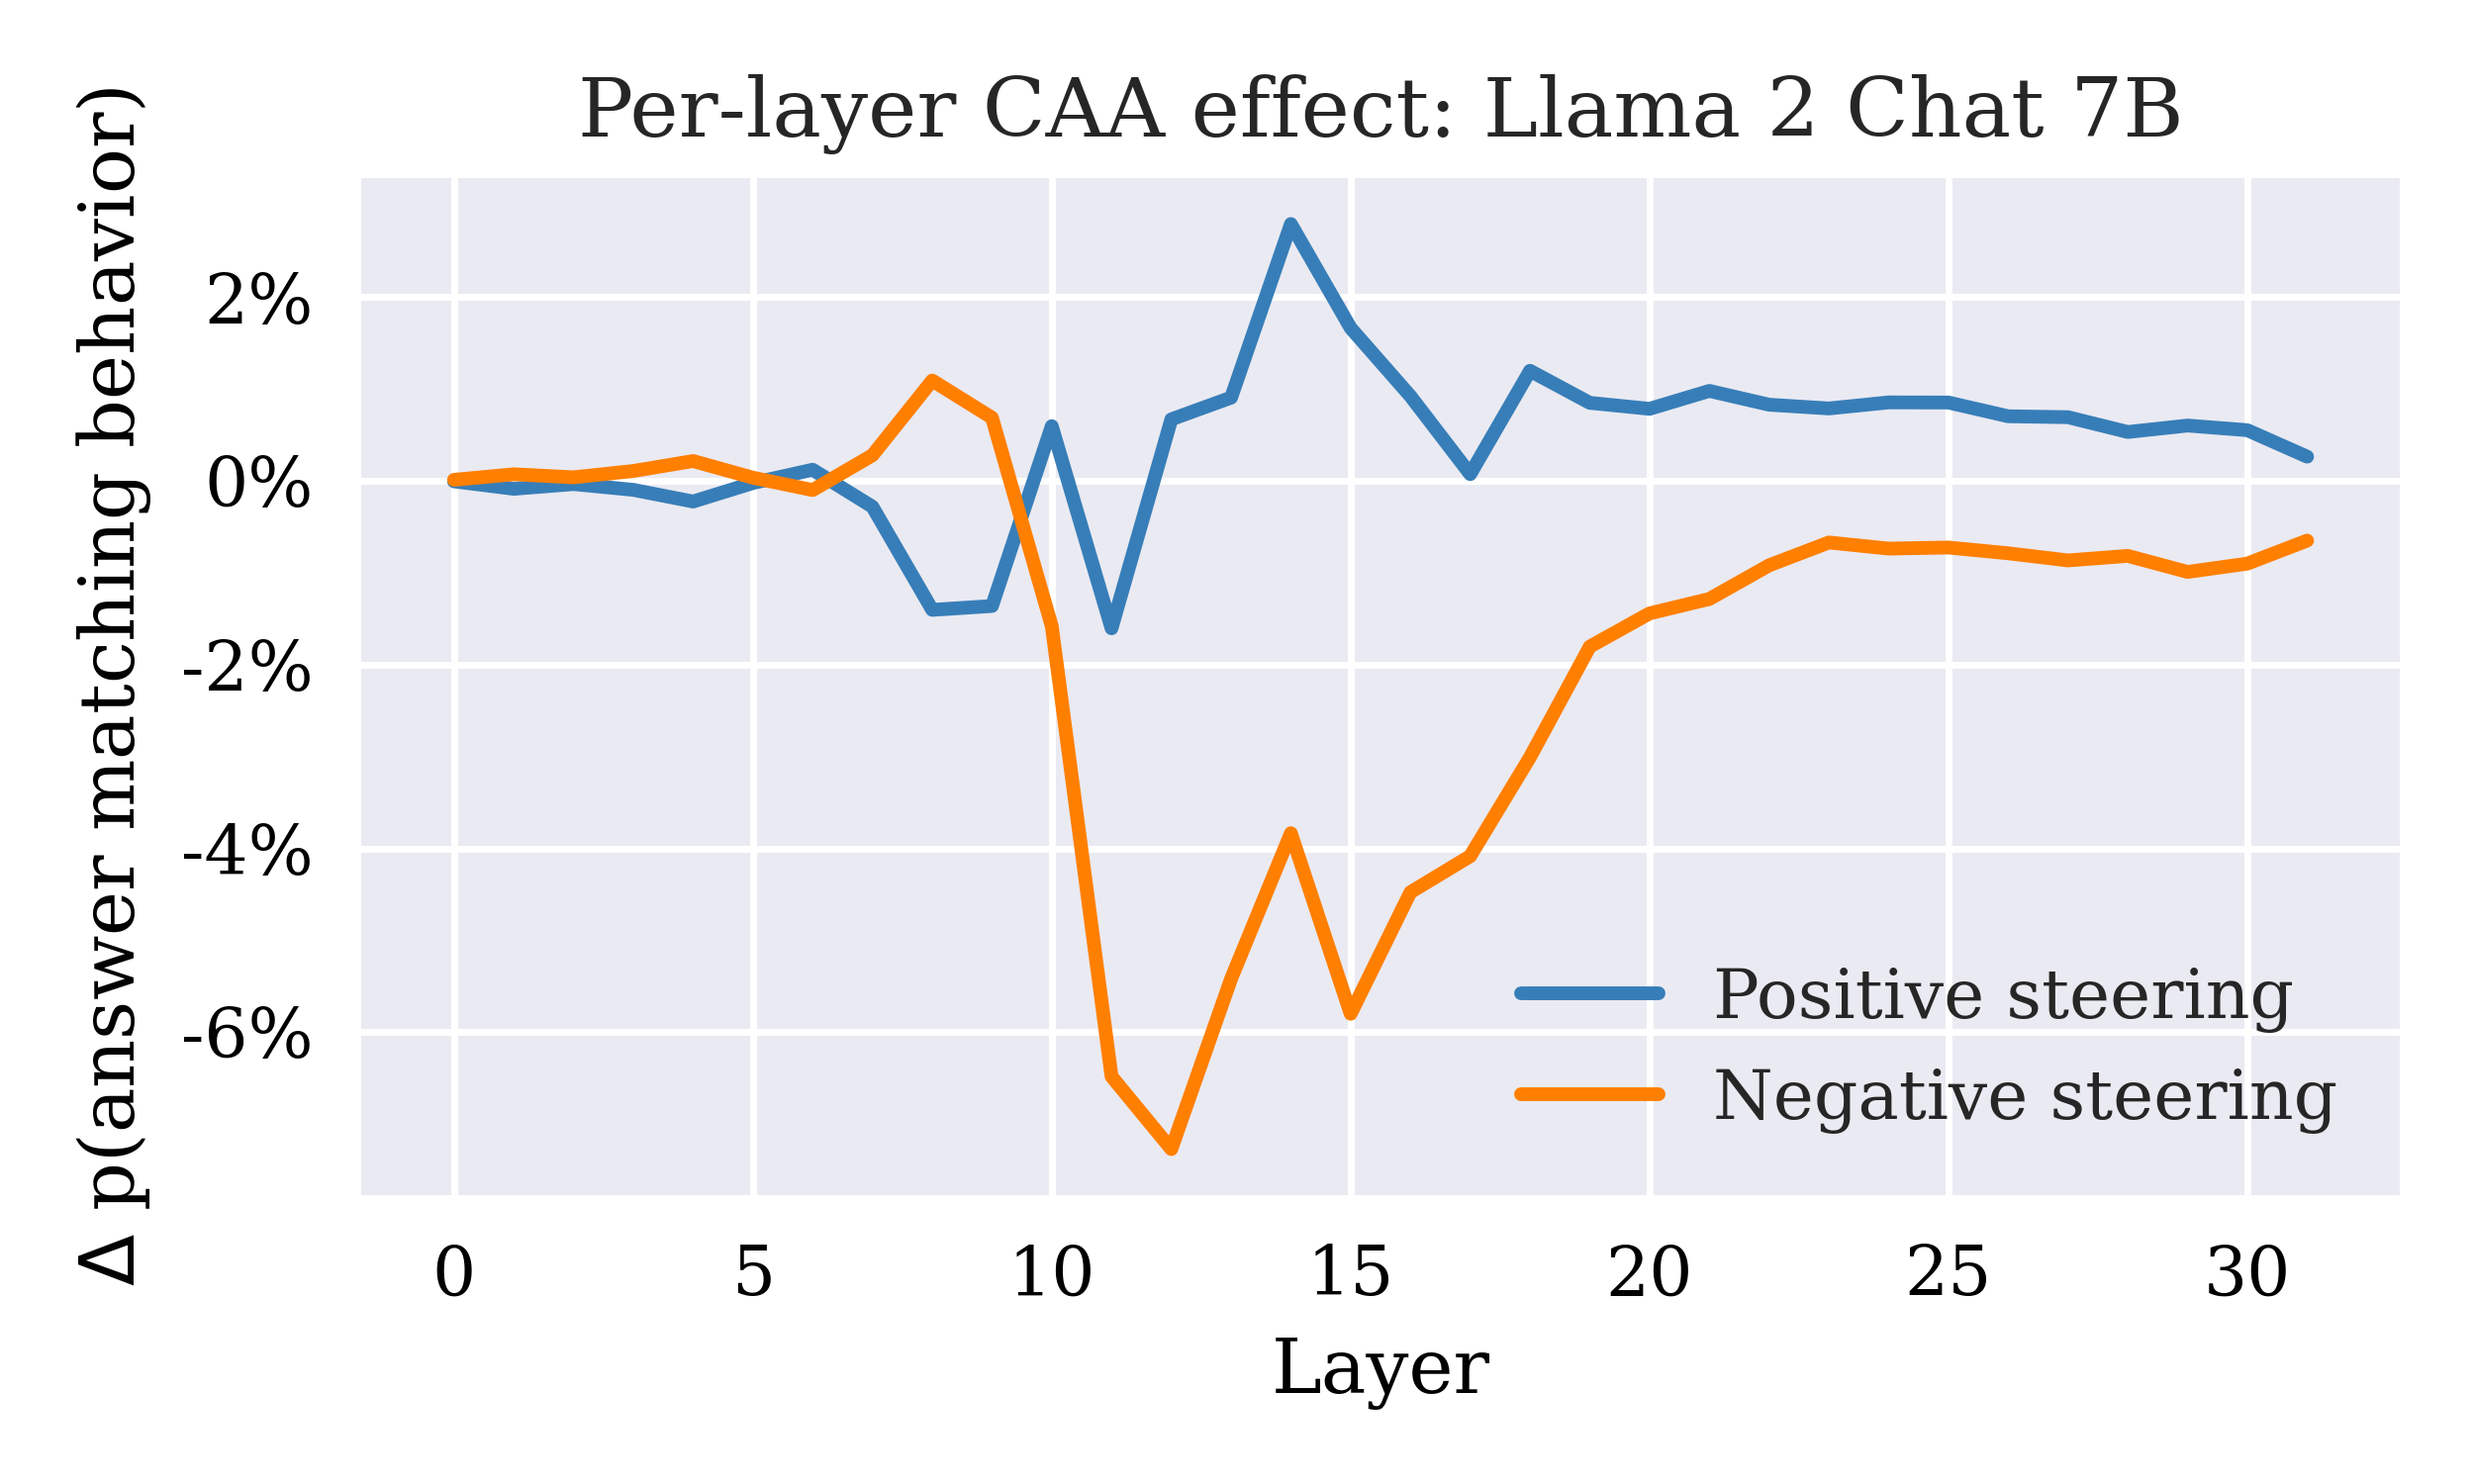 Per-layer CAA effect: Llama 2 Chat 7B
Δ p(answer matching behavior)
2%
0%
-2%
-4%
-6%
Positive steering
Negative steering
0 5 10 15 20 25 30
Layer